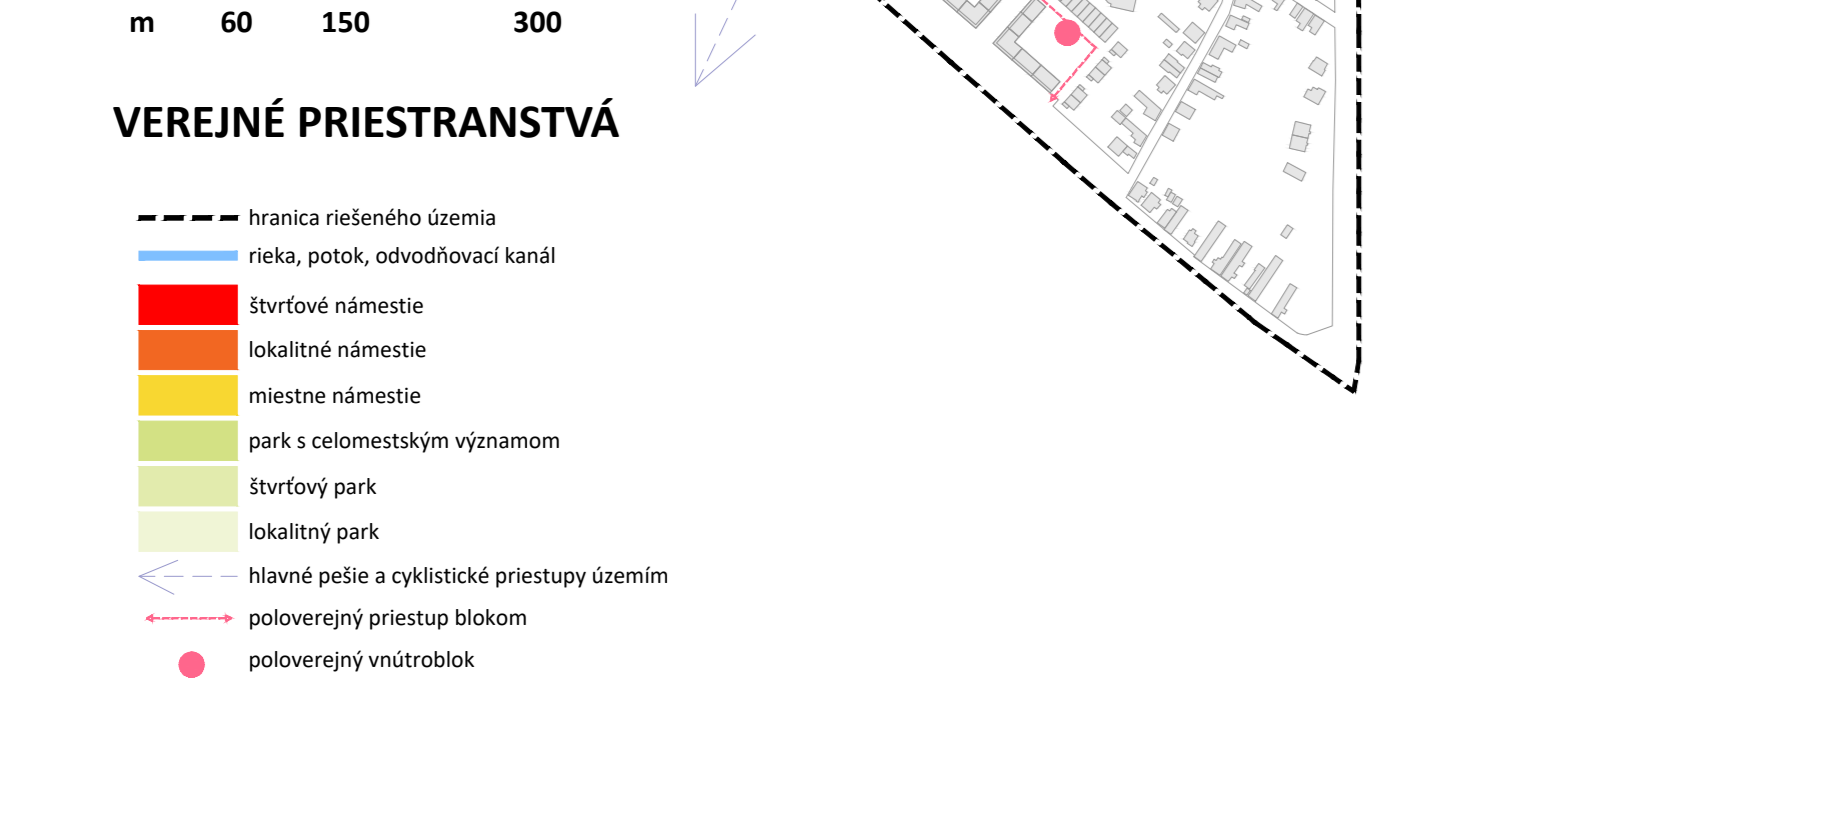 m 60 150 300
VEREJNÉ PRIESTRANSTVÁ
hranica riešeného územia
rieka, potok, odvodňovací kanál
štvrťové námestie
lokalitné námestie
miestne námestie
park s celomestským významom
štvrťový park
lokalitný park
hlavné pešie a cyklistické priestupy územím
poloverejný priestup blokom
poloverejný vnútroblok